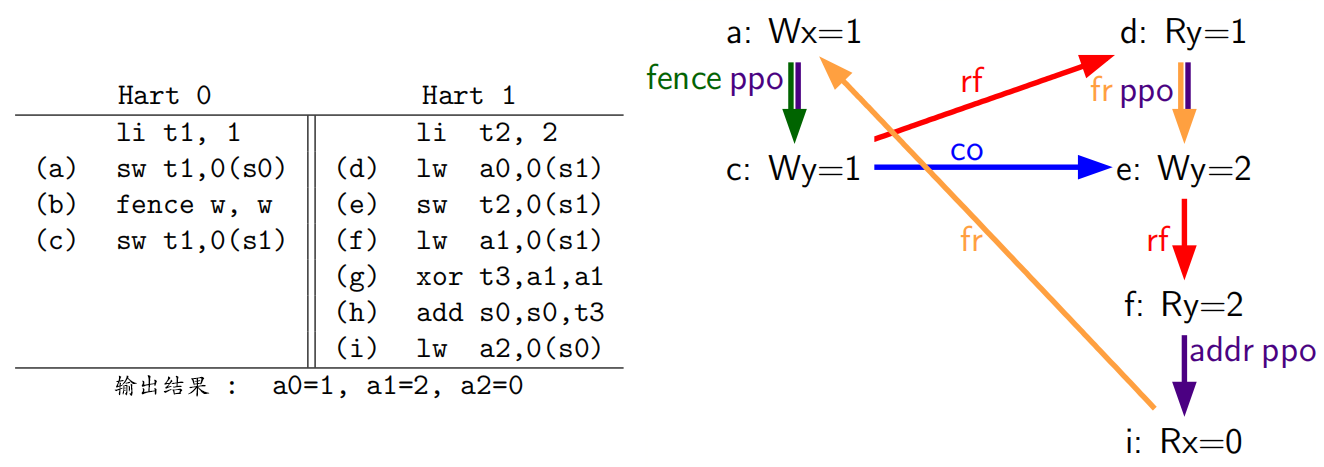 Hart 0 Hart 1
li t1, 1 li t2, 2
(a) sw t1,0(s0) (d) lw a0,0(s1)
(b) fence w, w (e) sw t2,0(s1)
(c) sw t1,0(s1) (f) lw a1,0(s1)
(g) xor t3,a1,a1
(h) add s0,s0,t3
(i) lw a2,0(s0)
输出结果 : a0=1, a1=2, a2=0
a: Wx=1 d: Ry=1
fence ppo rf fr ppo
co
c: Wy=1 e: Wy=2
fr rf
f: Ry=2
addr ppo
i: Rx=0